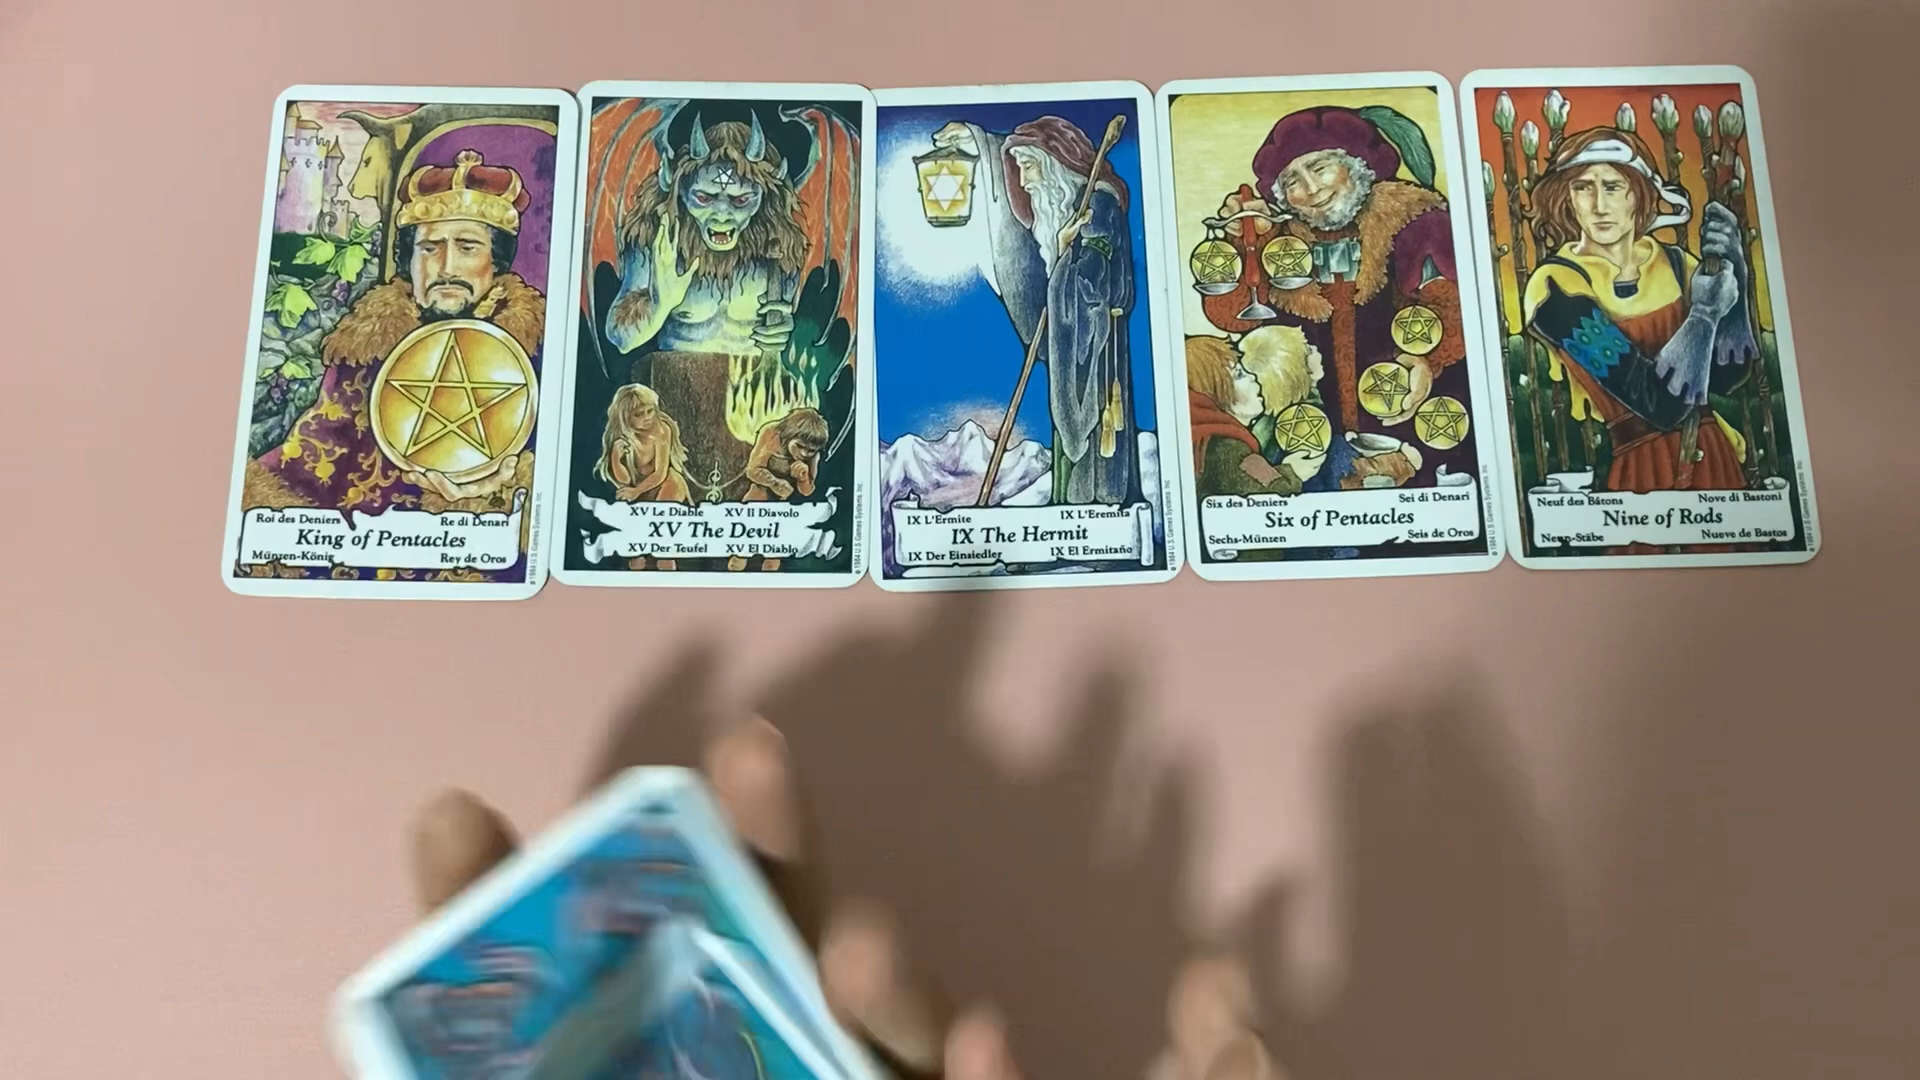 Roi des Deniers Re di Denari
King of Pentacles
Münzen-König Rey de Oros
XV Le Diable XV Il Diavolo
XV The Devil
XV Der Teufel XV El Diablo
IX L'Ermite IX L'Eremita
IX The Hermit
IX Der Einsiedler IX El Ermitaño
Six des Deniers Sei di Denari
Six of Pentacles
Sechs-Münzen Seis de Oros
Neuf des Bâtons Nove di Bastoni
Nine of Rods
Neun-Stäbe Nueve de Bastos